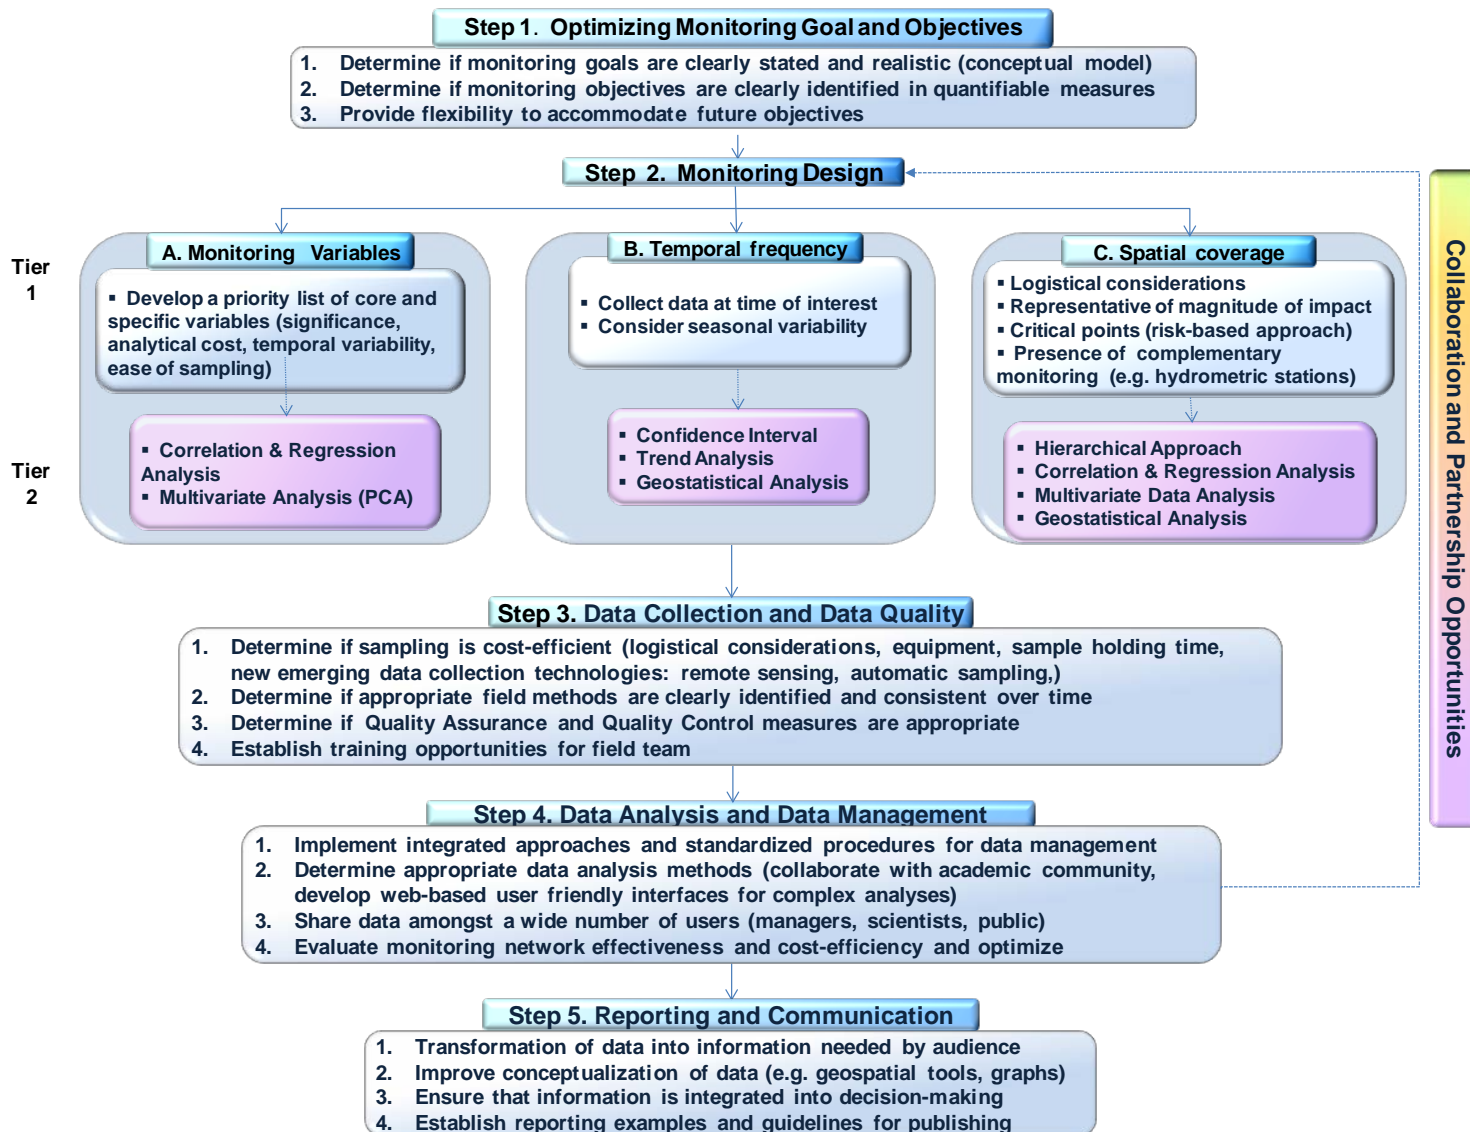 Step 1. Optimizing Monitoring Goal and Objectives
1. Determine if monitoring goals are clearly stated and realistic (conceptual model)
2. Determine if monitoring objectives are clearly identified in quantifiable measures
3. Provide flexibility to accommodate future objectives
Step 2. Monitoring Design
Tier
1
A. Monitoring Variables
▪ Develop a priority list of core and
specific variables (significance,
analytical cost, temporal variability,
ease of sampling)
B. Temporal frequency
▪ Collect data at time of interest
▪ Consider seasonal variability
C. Spatial coverage
▪ Logistical considerations
▪ Representative of magnitude of impact
▪ Critical points (risk-based approach)
▪ Presence of complementary
monitoring (e.g. hydrometric stations)
Tier
2
▪ Correlation & Regression
Analysis
▪ Multivariate Analysis (PCA)
▪ Confidence Interval
▪ Trend Analysis
▪ Geostatistical Analysis
▪ Hierarchical Approach
▪ Correlation & Regression Analysis
▪ Multivariate Data Analysis
▪ Geostatistical Analysis
Collaboration and Partnership Opportunities
Step 3. Data Collection and Data Quality
1. Determine if sampling is cost-efficient (logistical considerations, equipment, sample holding time,
new emerging data collection technologies: remote sensing, automatic sampling,)
2. Determine if appropriate field methods are clearly identified and consistent over time
3. Determine if Quality Assurance and Quality Control measures are appropriate
4. Establish training opportunities for field team
Step 4. Data Analysis and Data Management
1. Implement integrated approaches and standardized procedures for data management
2. Determine appropriate data analysis methods (collaborate with academic community,
develop web-based user friendly interfaces for complex analyses)
3. Share data amongst a wide number of users (managers, scientists, public)
4. Evaluate monitoring network effectiveness and cost-efficiency and optimize
Step 5. Reporting and Communication
1. Transformation of data into information needed by audience
2. Improve conceptualization of data (e.g. geospatial tools, graphs)
3. Ensure that information is integrated into decision-making
4. Establish reporting examples and guidelines for publishing